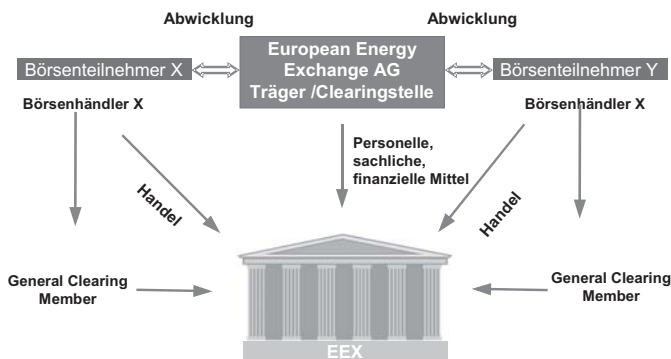 Abwicklung
Abwicklung
European Energy
Exchange AG
Träger /Clearingstelle
Börsenteilnehmer X
Börsenteilnehmer Y
Börsenhändler X
Börsenhändler X
Personelle,
sachliche,
finanzielle Mittel
Handel
Handel
General Clearing
Member
General Clearing
Member
EEX